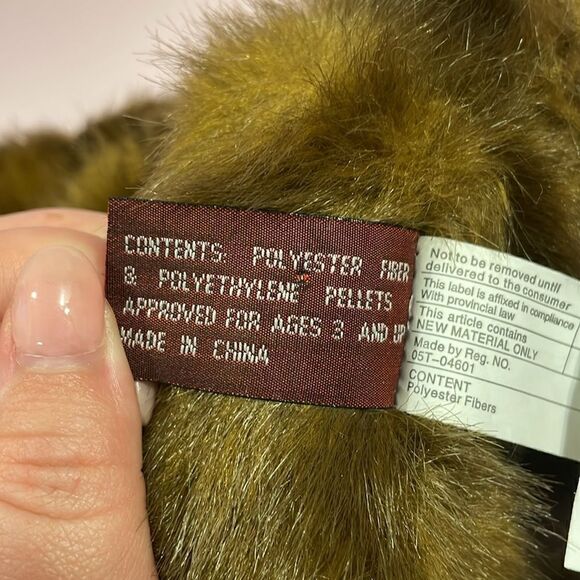 CONTENTS: POLYESTER FIBER
& POLYETHYLENE PELLETS
APPROVED FOR AGES 3 AND UP
MADE IN CHINA
Not to be removed until
delivered to the consumer
This label is affixed in compliance
With provincial law
This article contains
NEW MATERIAL ONLY
Made by Reg. NO.
05T-04601
CONTENT
Polyester Fibers